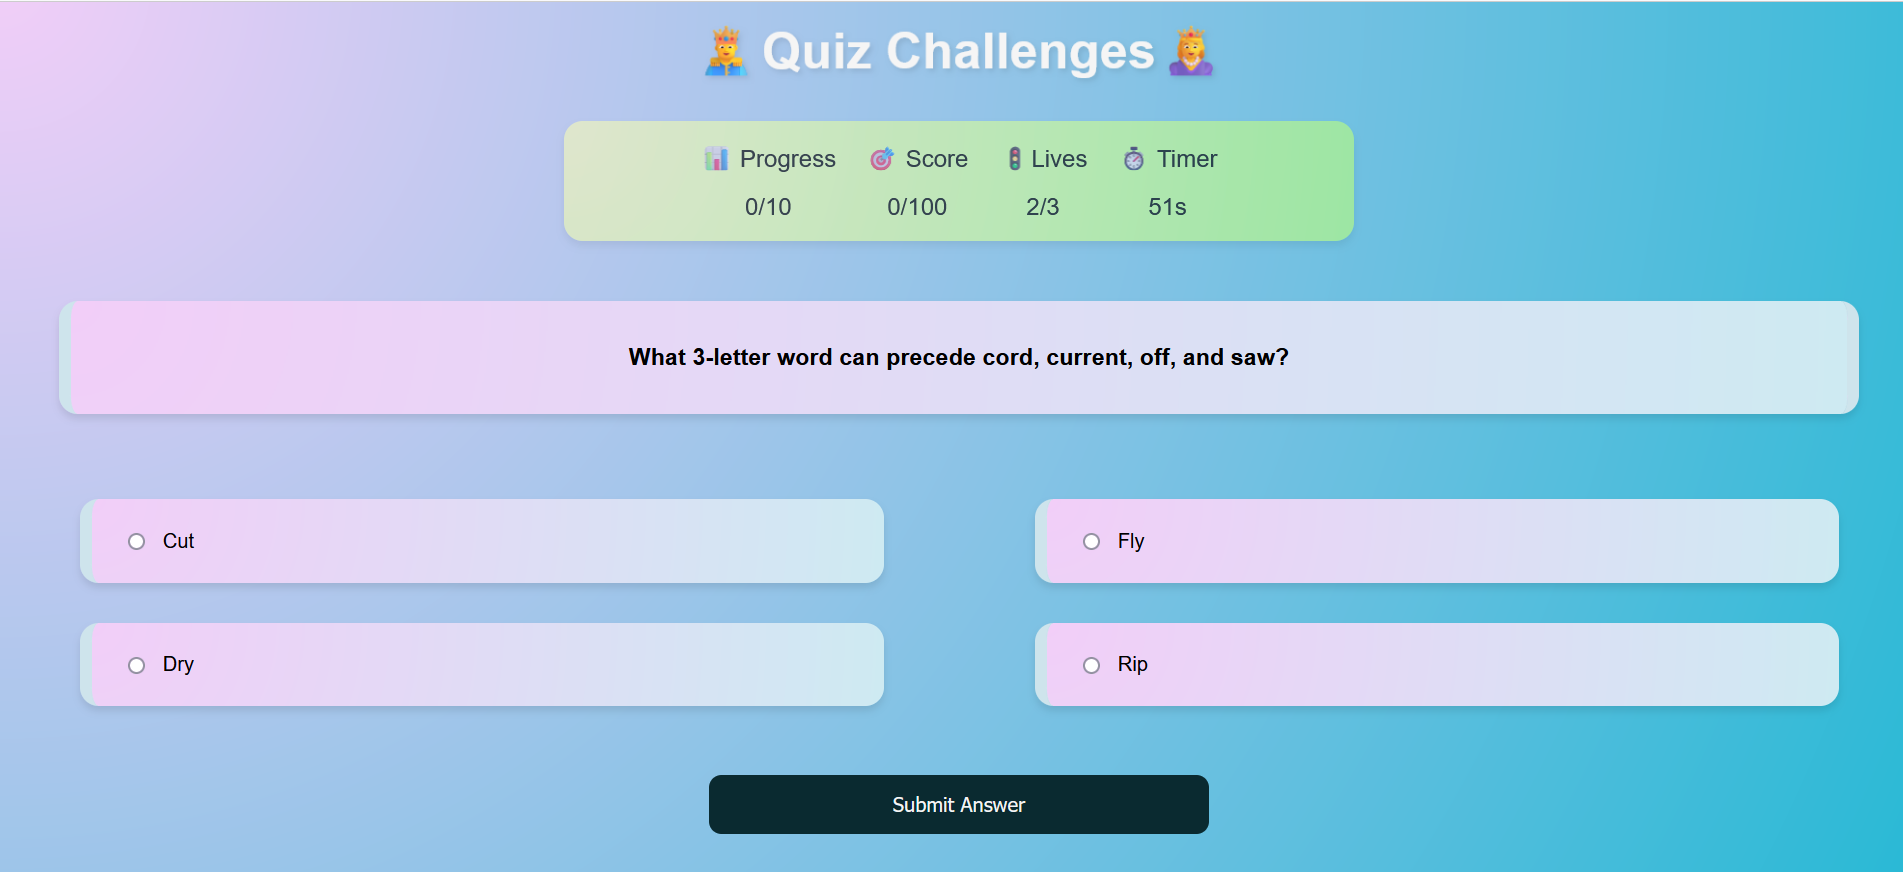 Quiz Challenges
Progress Score Lives Timer
0/10 0/100 2/3 51s
What 3-letter word can precede cord, current, off, and saw?
Cut
Fly
Dry
Rip
Submit Answer